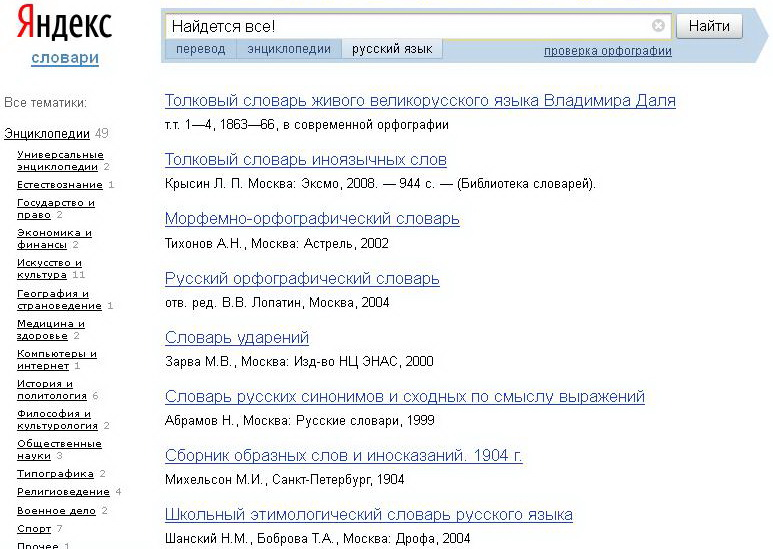 Яндекс
словари
Найдется все!
Найти
перевод энциклопедии русский язык
проверка орфографии
Все тематики:
Энциклопедии 49
Универсальные
энциклопедии 2
Естествознание 1
Государство и
право 2
Экономика и
финансы 2
Искусство и
культура 11
География и
страноведение 1
Медицина и
здоровье 2
Компьютеры и
интернет 1
История и
политология 6
Философия и
культурология 2
Общественные
науки 3
Типографика 2
Религиоведение 4
Военное дело 2
Спорт 7
Прочее 1
Толковый словарь живого великорусского языка Владимира Даля
т.т. 1—4, 1863—66, в современной орфографии
Толковый словарь иноязычных слов
Крысин Л. П. Москва: Эксмо, 2008. — 944 с. — (Библиотека словарей).
Морфемно-орфографический словарь
Тихонов А.Н., Москва: Астрель, 2002
Русский орфографический словарь
отв. ред. В.В. Лопатин, Москва, 2004
Словарь ударений
Зарва М.В., Москва: Изд-во НЦ ЭНАС, 2000
Словарь русских синонимов и сходных по смыслу выражений
Абрамов Н., Москва: Русские словари, 1999
Сборник образных слов и иносказаний. 1904 г.
Михельсон М.И., Санкт-Петербург, 1904
Школьный этимологический словарь русского языка
Шанский Н.М., Боброва Т.А., Москва: Дрофа, 2004